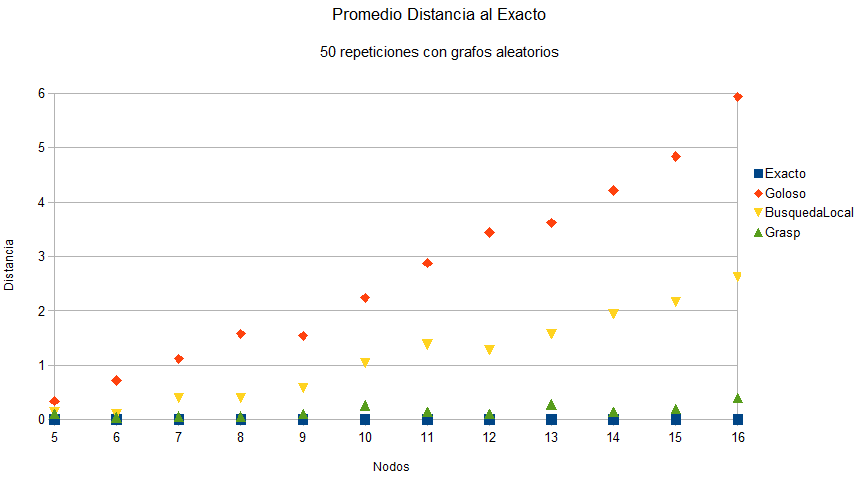 Promedio Distancia al Exacto
50 repeticiones con grafos aleatorios
6
5
4
3
2
1
0
Distancia
5 6 7 8 9 10 11 12 13 14 15 16
Nodos
Exacto
Goloso
BusquedaLocal
Grasp